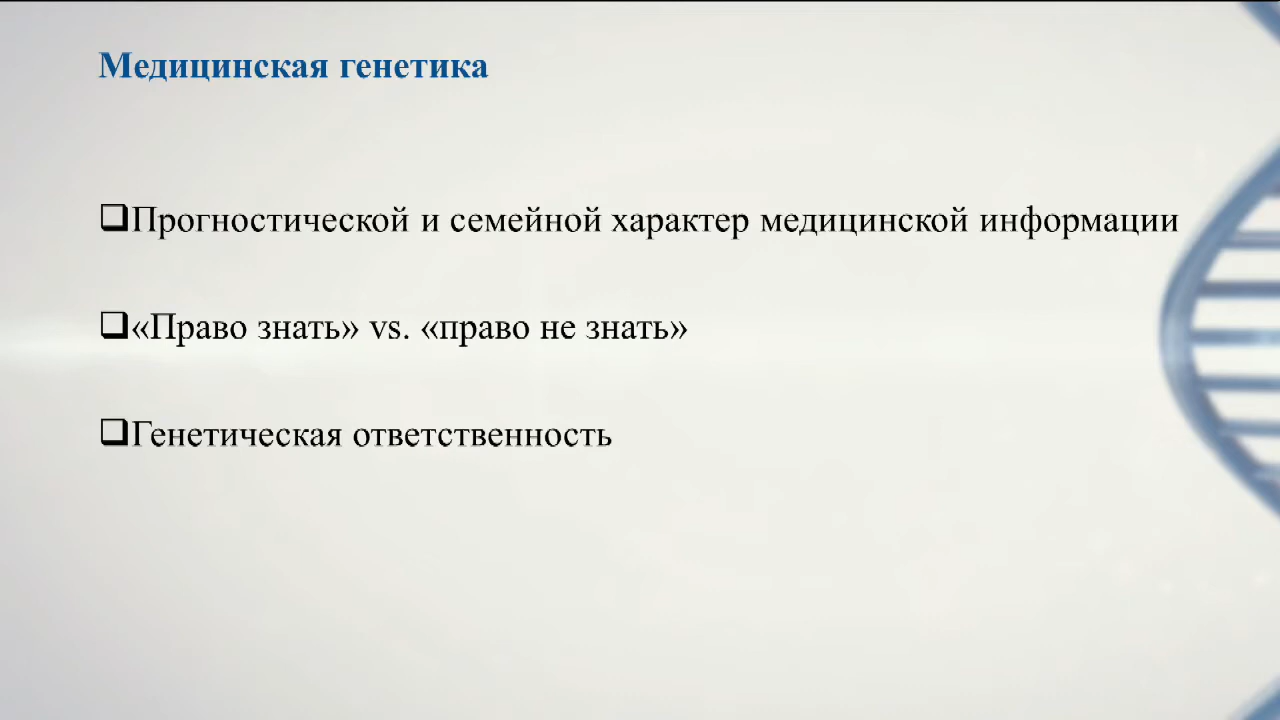 Медицинская генетика
Прогностической и семейной характер медицинской информации
«Право знать» vs. «право не знать»
Генетическая ответственность